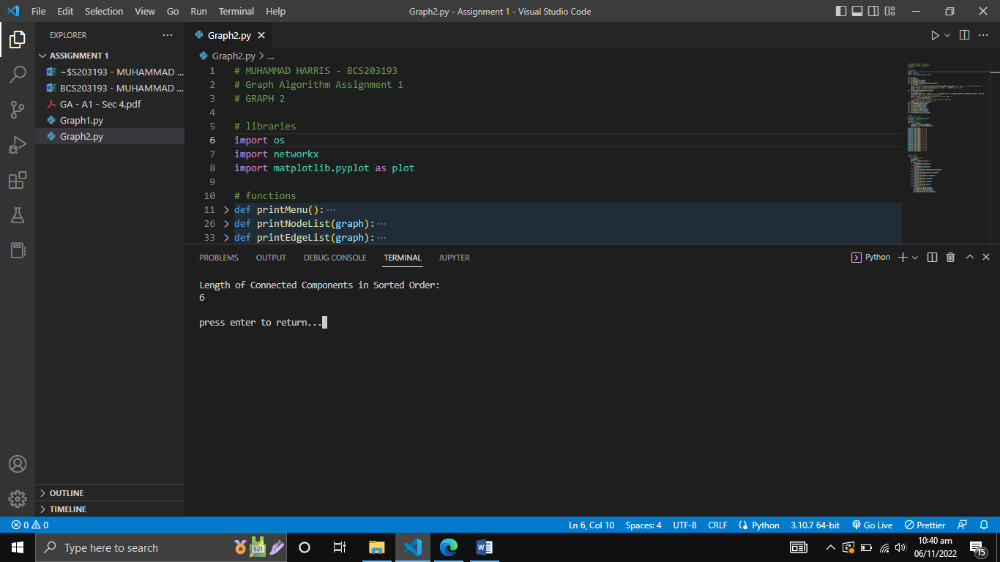 File Edit Selection View Go Run Terminal Help
Graph2.py - Assignment 1 - Visual Studio Code
EXPLORER
ASSIGNMENT 1
~$S203193 - MUHAMMAD ...
BCS203193 - MUHAMMAD ...
GA - A1 - Sec 4.pdf
Graph1.py
Graph2.py
OUTLINE
TIMELINE
Graph2.py
Graph2.py > ...
1 # MUHAMMAD HARRIS - BCS203193
2 # Graph Algorithm Assignment 1
3 # GRAPH 2
4
5 # libraries
6 import os
7 import networkx
8 import matplotlib.pyplot as plot
9
10 # functions
11 def printMenu(): ...
26 def printNodeList(graph): ...
33 def printEdgeList(graph): ...
PROBLEMS OUTPUT DEBUG CONSOLE TERMINAL JUPYTER
Python
Length of Connected Components in Sorted Order:
6
press enter to return...
0 0
Ln 6, Col 10 Spaces: 4 UTF-8 CRLF Python 3.10.7 64-bit Go Live Prettier
Type here to search
521
10:40 am
06/11/2022
15